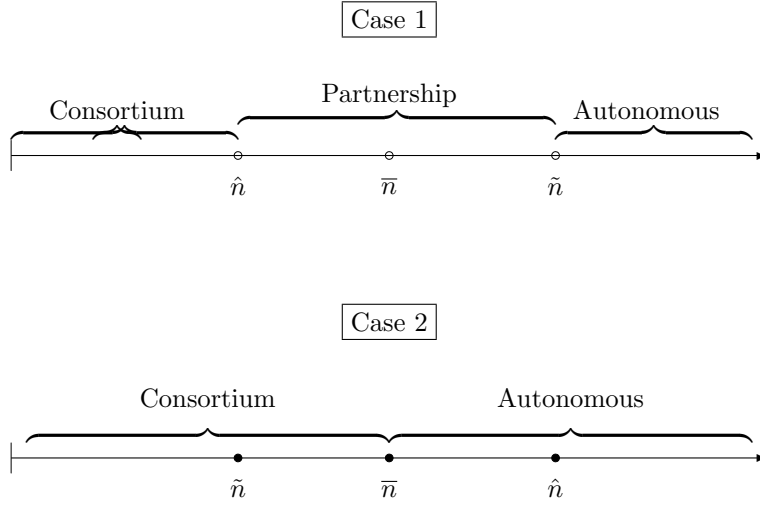 Case 1
Partnership
Consortium Autonomous
n̂ n̅ ñ
Case 2
Consortium Autonomous
ñ n̅ n̂